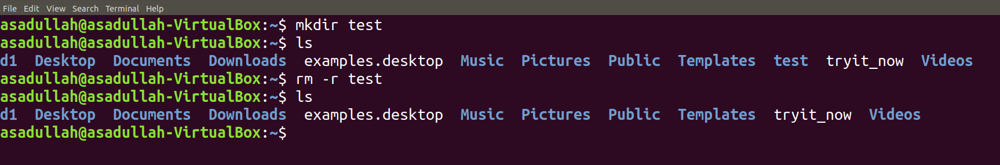 File Edit View Search Terminal Help
asadullah@asadullah-VirtualBox:~$ mkdir test
asadullah@asadullah-VirtualBox:~$ ls
d1 Desktop Documents Downloads examples.desktop Music Pictures Public Templates test tryit_now Videos
asadullah@asadullah-VirtualBox:~$ rm -r test
asadullah@asadullah-VirtualBox:~$ ls
d1 Desktop Documents Downloads examples.desktop Music Pictures Public Templates tryit_now Videos
asadullah@asadullah-VirtualBox:~$